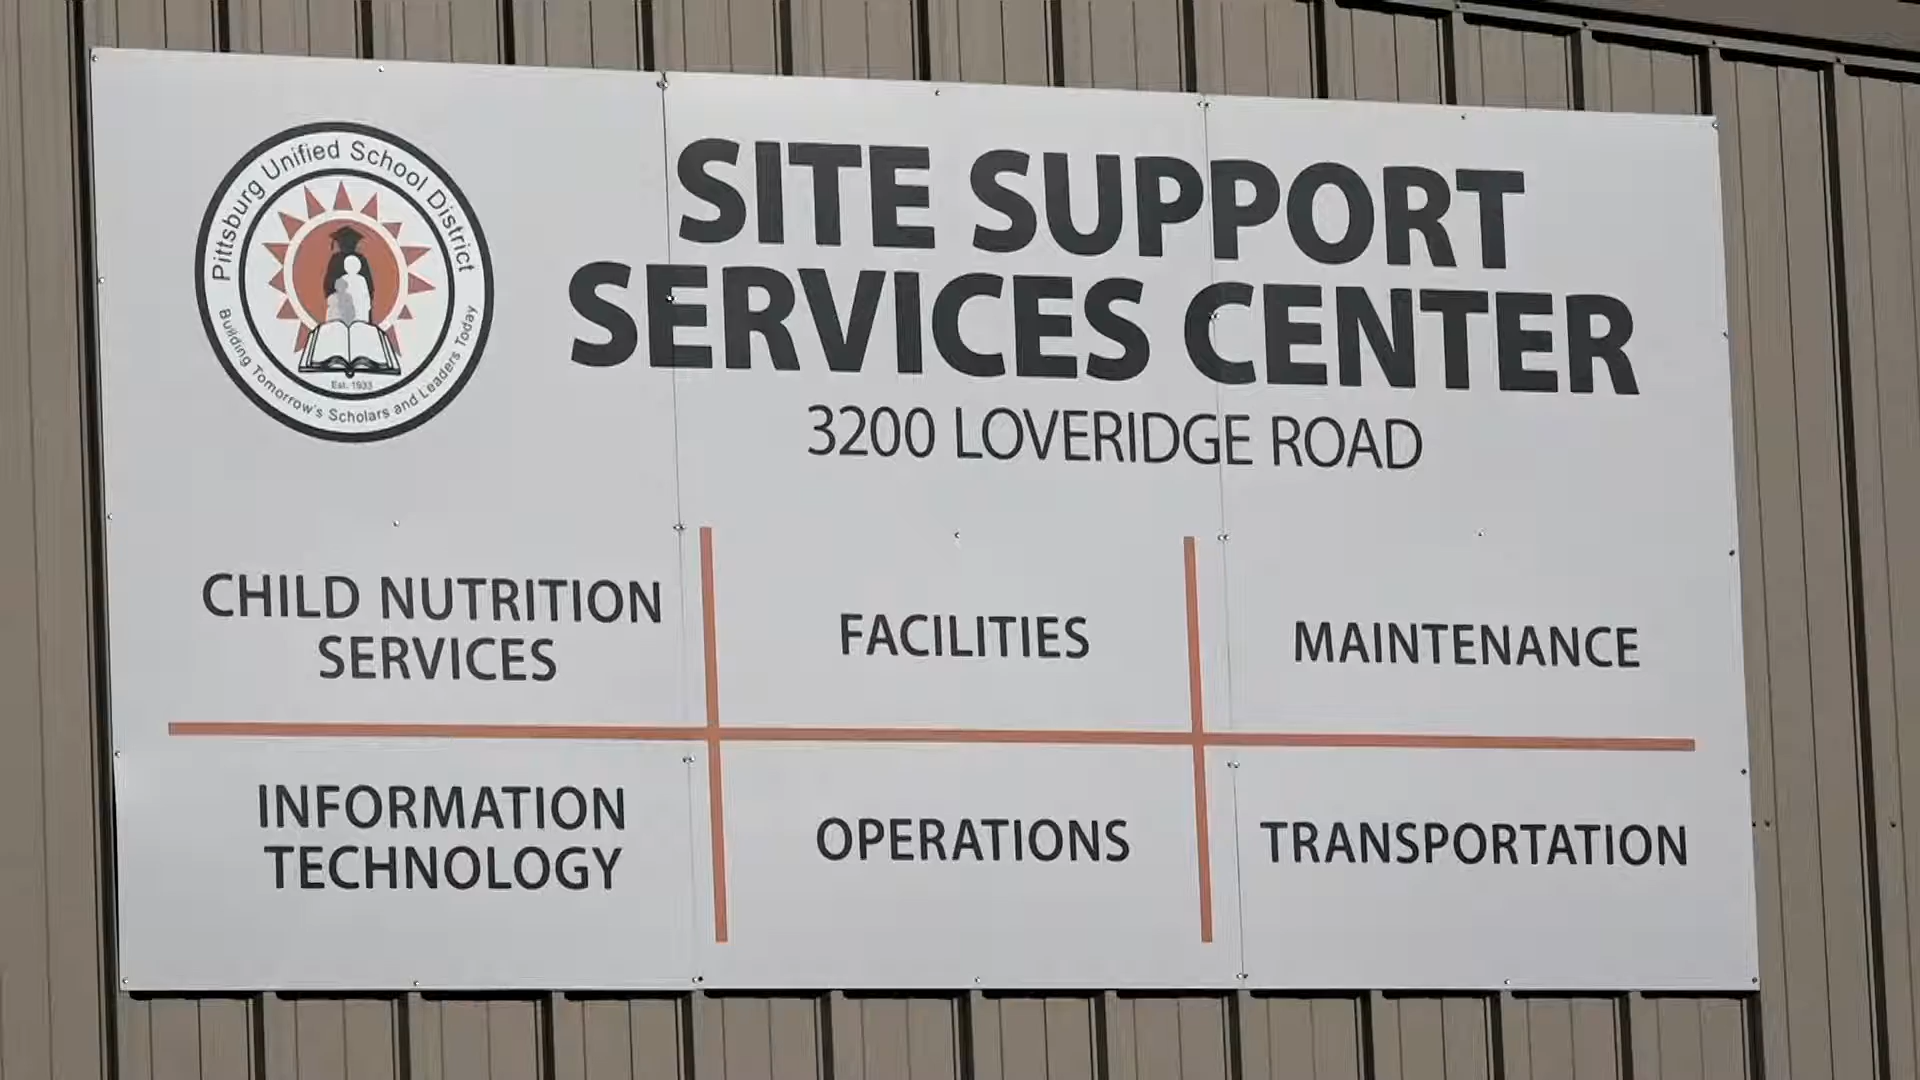 Pittsburg Unified School District
Building Tomorrow's Scholars and Leaders Today
Est. 1933
SITE SUPPORT
SERVICES CENTER
3200 LOVERIDGE ROAD
CHILD NUTRITION
SERVICES
FACILITIES
MAINTENANCE
INFORMATION
TECHNOLOGY
OPERATIONS
TRANSPORTATION